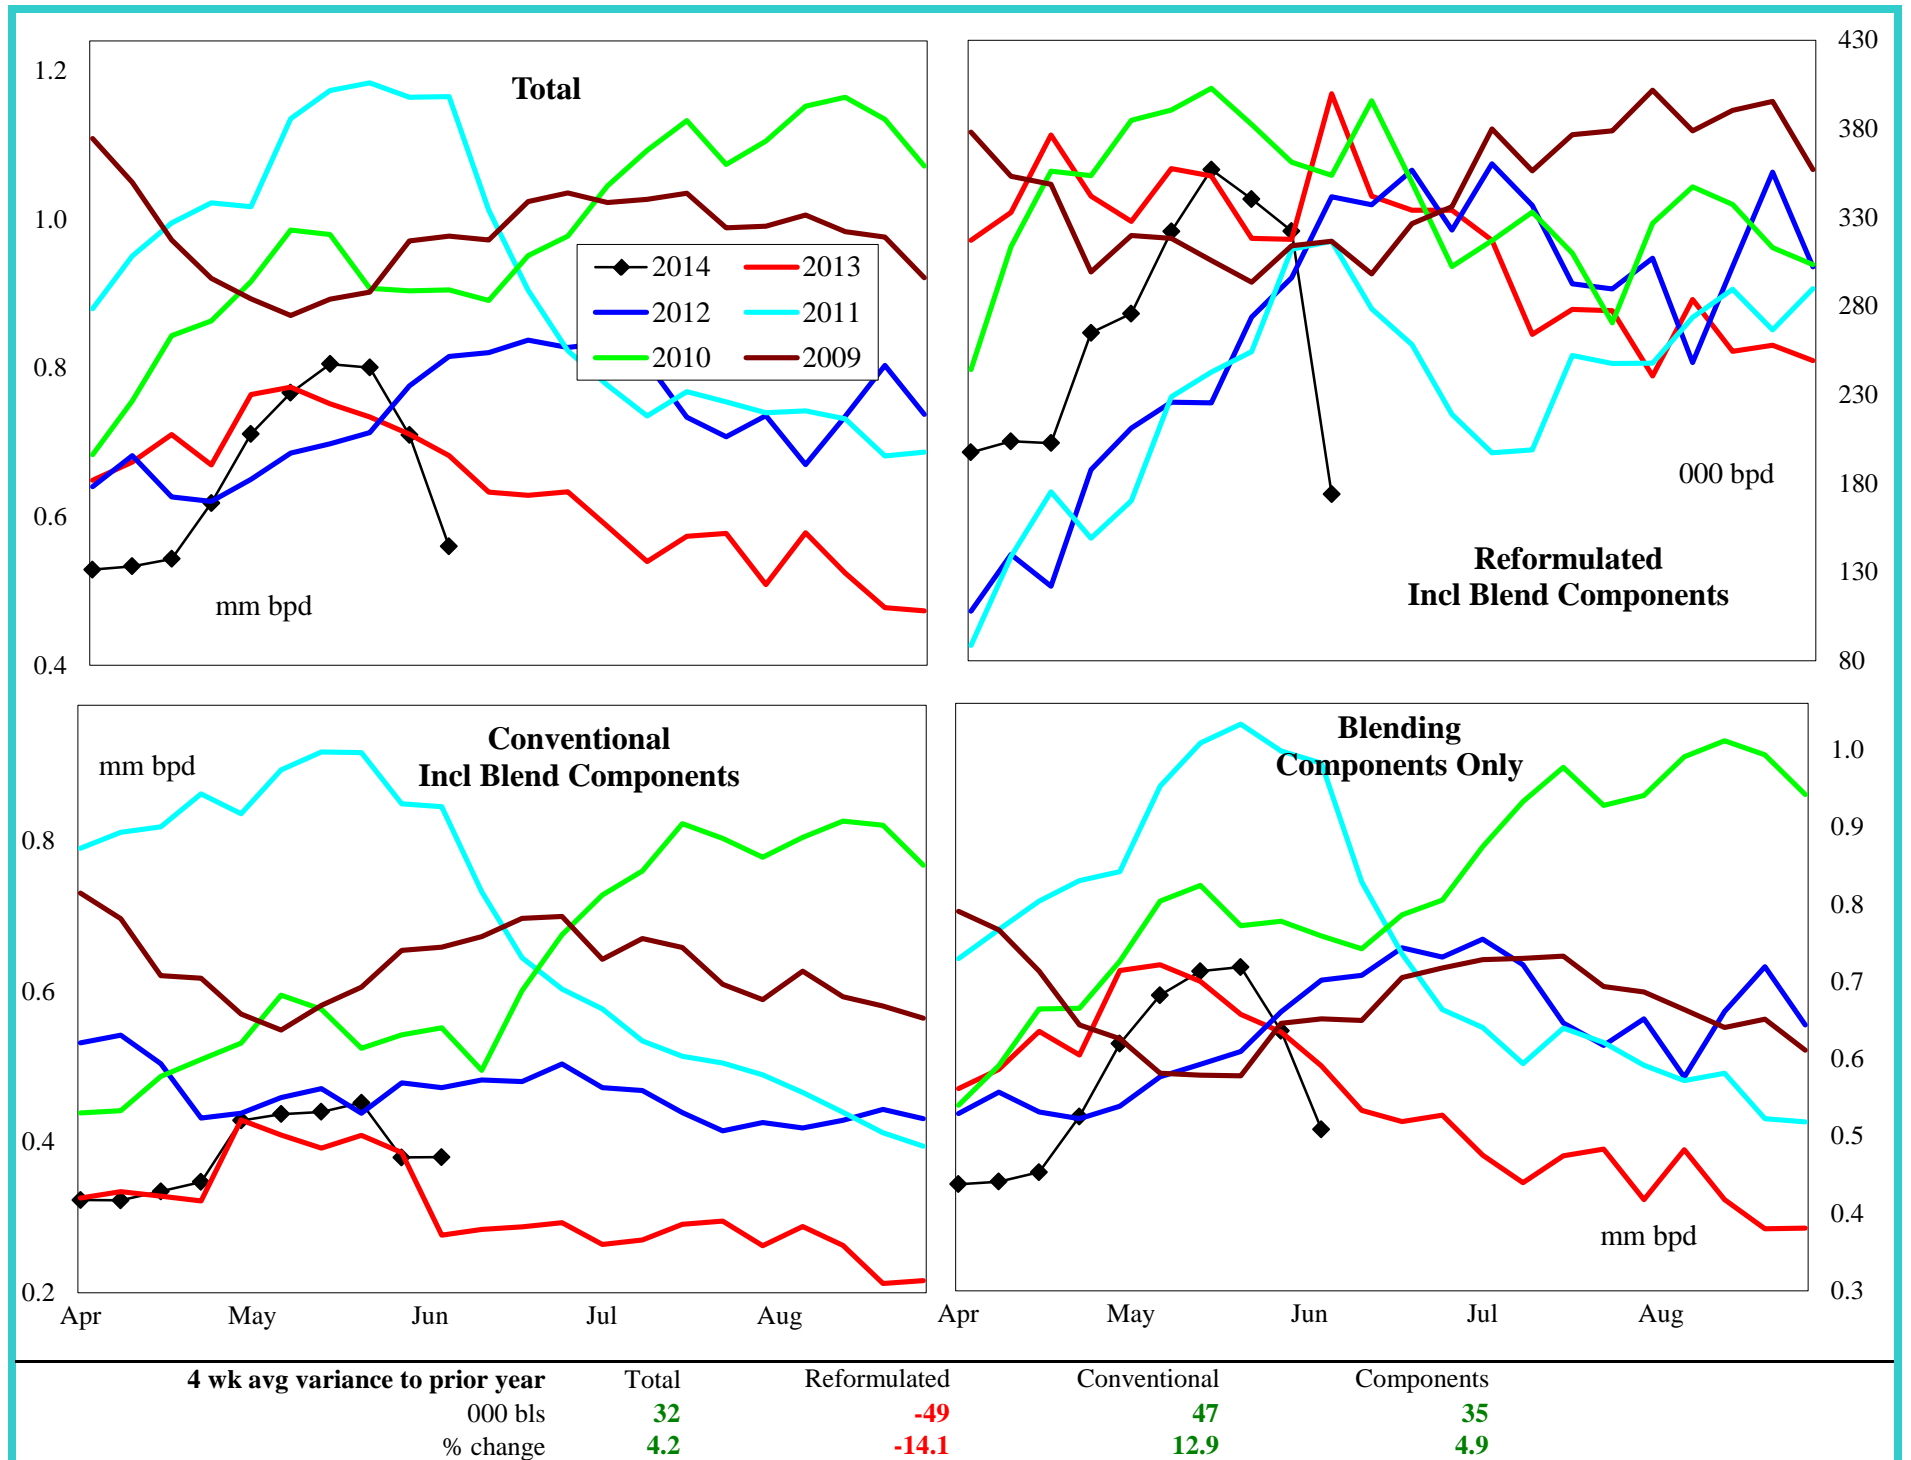 Total
1.2
1.0
0.8
0.6
0.4
mm bpd
2014 2013
2012 2011
2010 2009
430
380
330
280
230
180
130
80
000 bpd
Reformulated
Incl Blend Components
mm bpd
Conventional
Incl Blend Components
0.8
0.6
0.4
0.2
Apr May Jun Jul Aug
Blending
Components Only
1.0
0.9
0.8
0.7
0.6
0.5
0.4
0.3
mm bpd
Apr May Jun Jul Aug
4 wk avg variance to prior year Total Reformulated Conventional Components
000 bls 32 -49 47 35
% change 4.2 -14.1 12.9 4.9